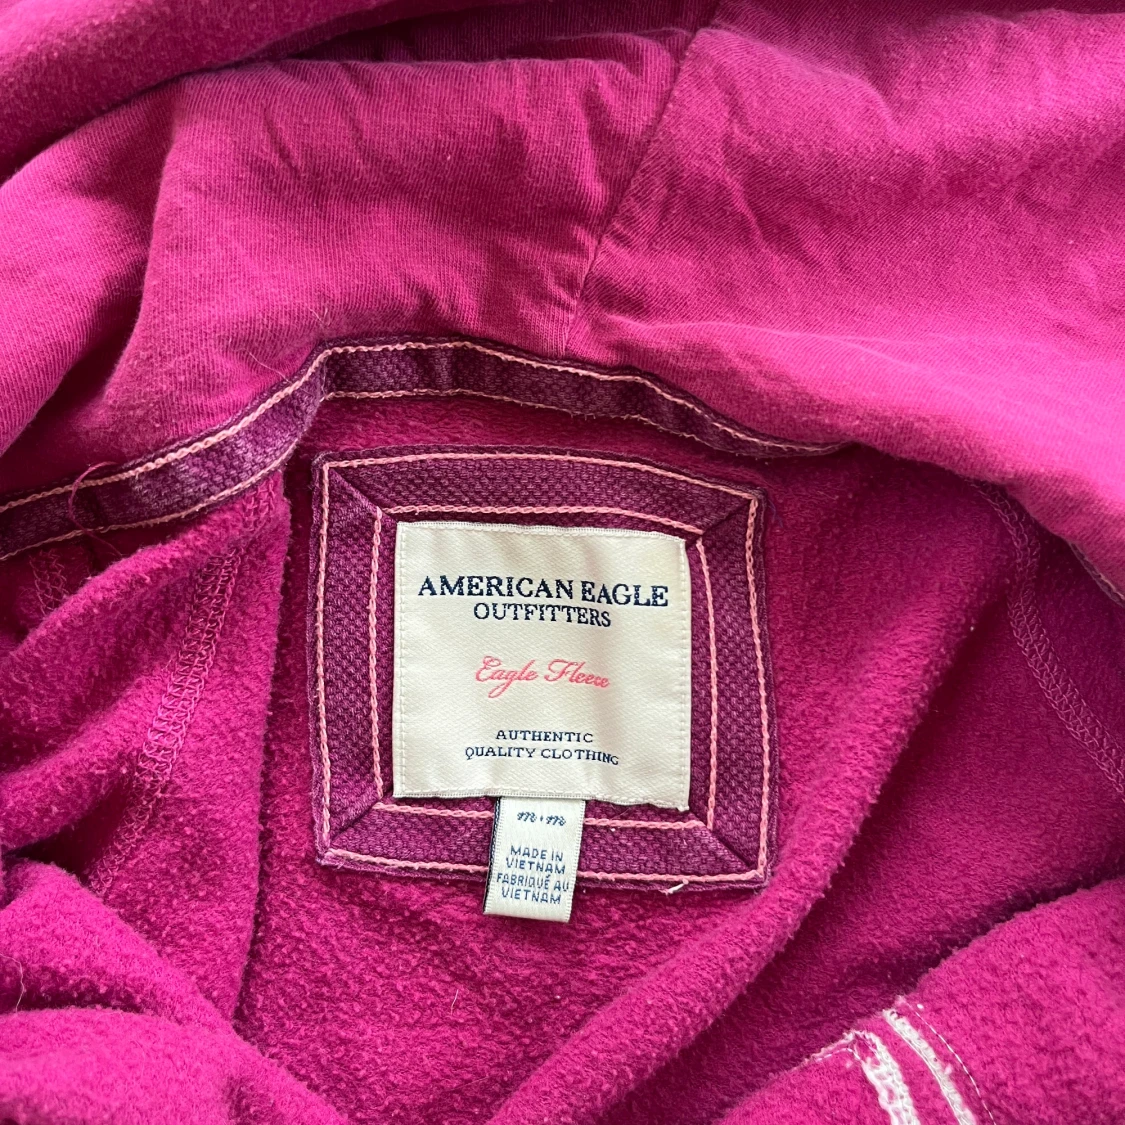 AMERICAN EAGLE
OUTFITTERS
Eagle Fleece
AUTHENTIC
QUALITY CLOTHING
m·m
MADE IN
VIETNAM
FABRIQUÉ AU
VIETNAM